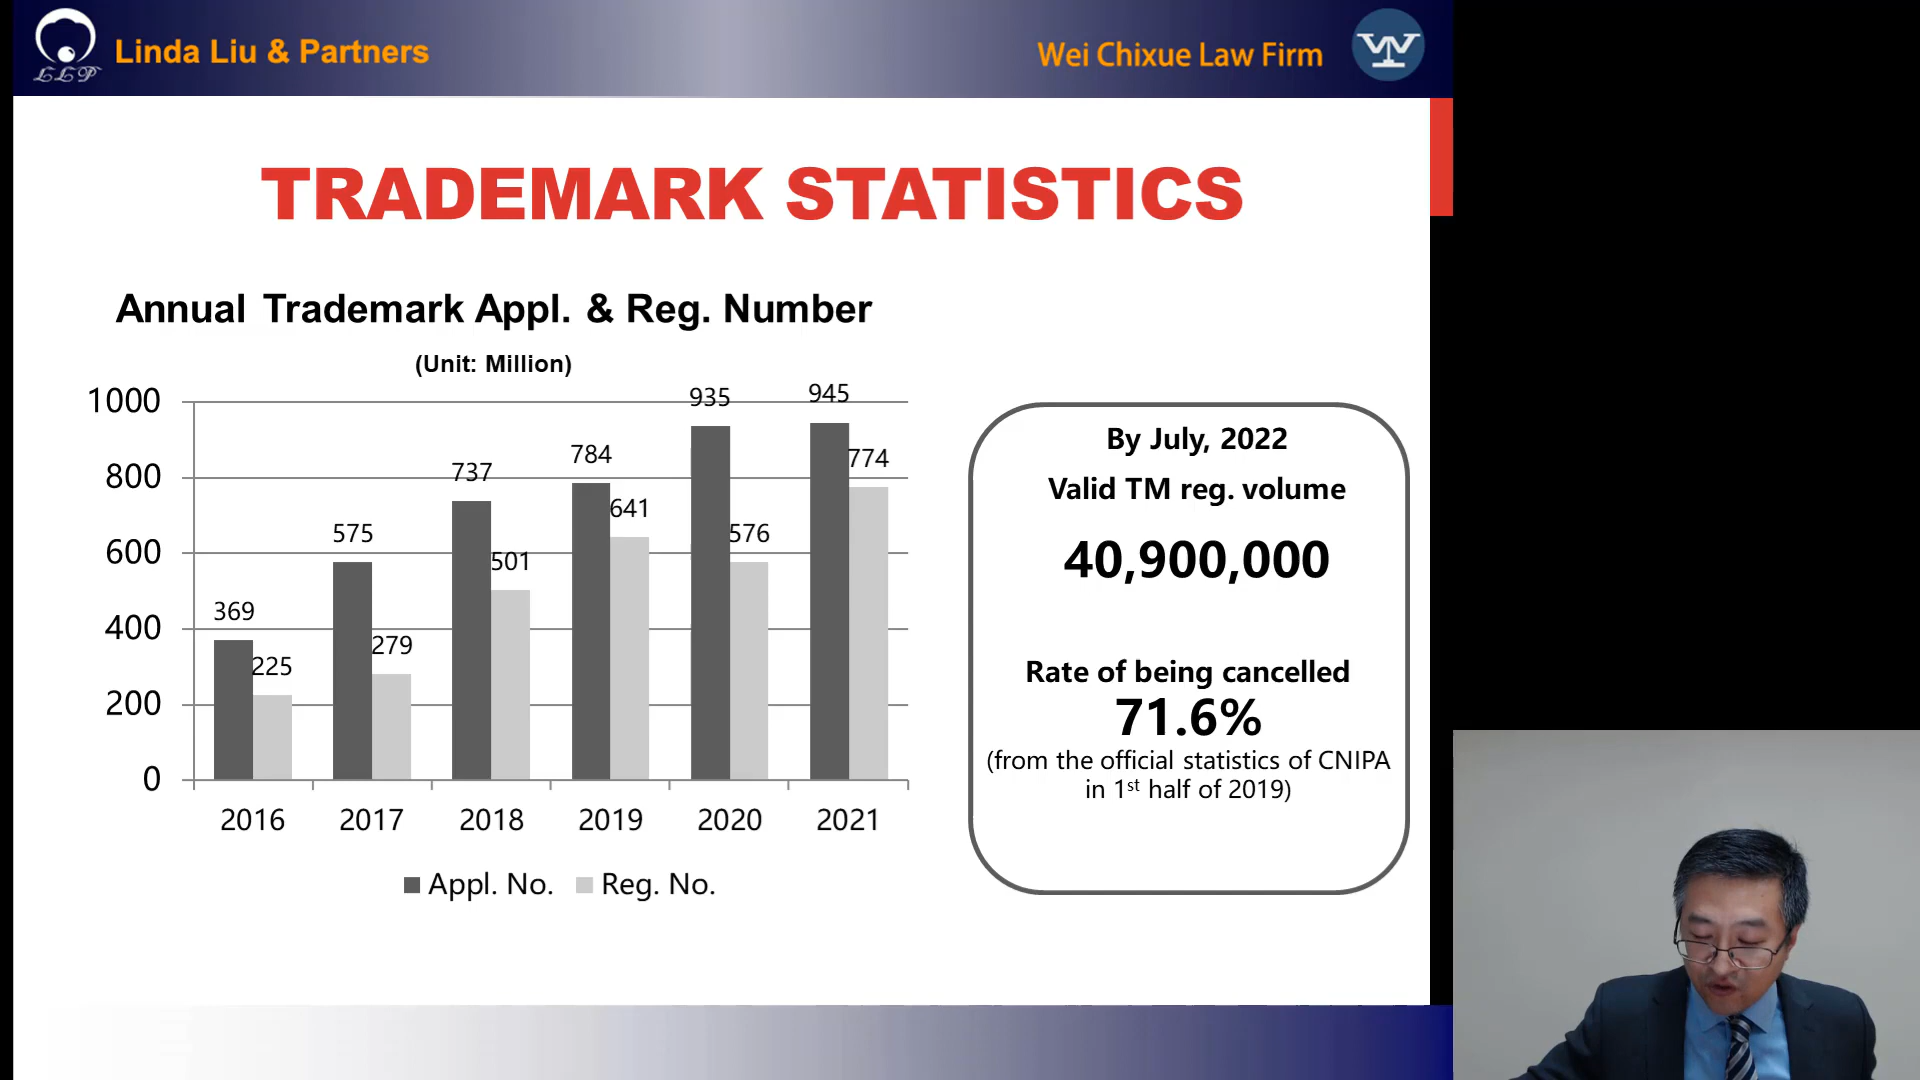 LLP
Linda Liu & Partners
Wei Chixue Law Firm
TRADEMARK STATISTICS
Annual Trademark Appl. & Reg. Number
(Unit: Million)
1000
800
600
400
200
0
369
225
575
279
737
501
784
641
935
576
945
774
2016
2017
2018
2019
2020
2021
Appl. No.
Reg. No.
By July, 2022
Valid TM reg. volume
40,900,000
Rate of being cancelled
71.6%
(from the official statistics of CNIPA
in 1st half of 2019)